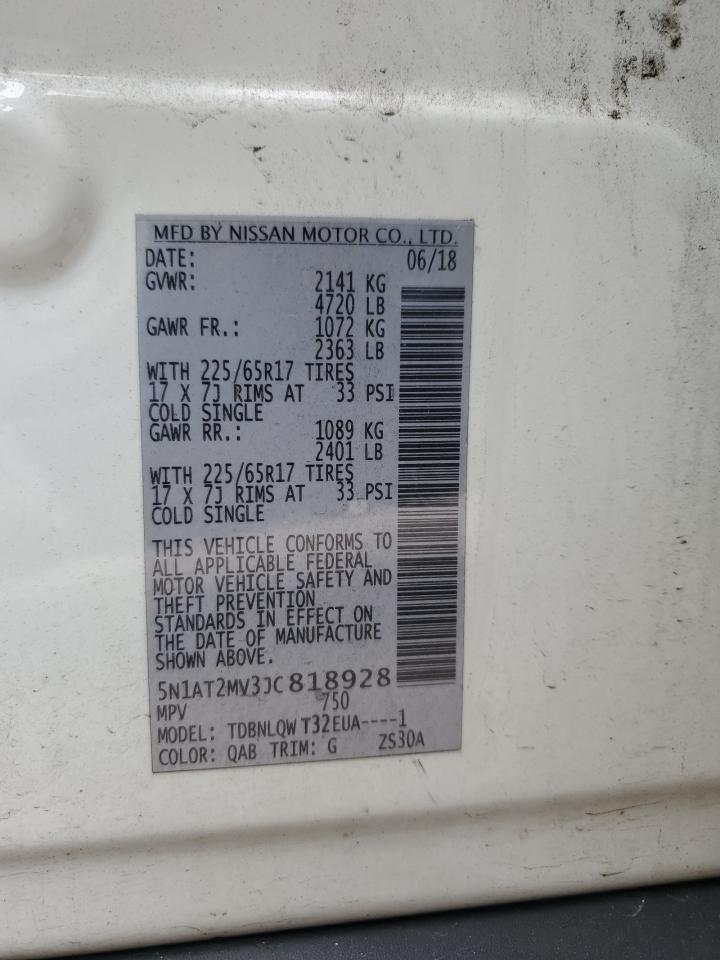 MFD BY NISSAN MOTOR CO., LTD.
DATE: 06/18
GVWR: 2141 KG
4720 LB
GAWR FR.: 1072 KG
2363 LB
WITH 225/65R17 TIRES
17 X 7J RIMS AT 33 PSI
COLD SINGLE
GAWR RR.: 1089 KG
2401 LB
WITH 225/65R17 TIRES
17 X 7J RIMS AT 33 PSI
COLD SINGLE
THIS VEHICLE CONFORMS TO
ALL APPLICABLE FEDERAL
MOTOR VEHICLE SAFETY AND
THEFT PREVENTION
STANDARDS IN EFFECT ON
THE DATE OF MANUFACTURE
SHOWN ABOVE.
5N1AT2MV3JC818928
MPV 750
MODEL: TDBNLQW T32EUA----1
COLOR: QAB TRIM: G ZS30A